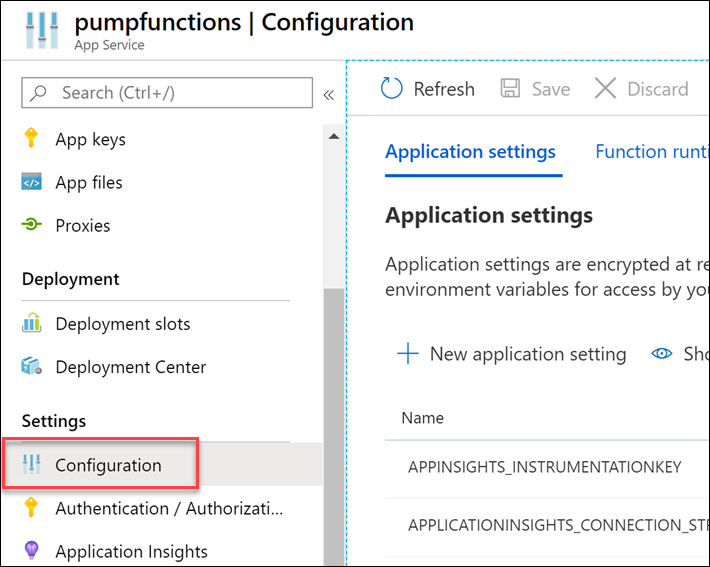 pumpfunctions | Configuration
App Service
Search (Ctrl+/)
«
App keys
App files
Proxies
Deployment
Deployment slots
Deployment Center
Settings
Configuration
Authentication / Authorizati...
Application Insights
Refresh
Save
Discard
Application settings
Function runti
Application settings
Application settings are encrypted at re
environment variables for access by you
New application setting
Sho
Name
APPINSIGHTS_INSTRUMENTATIONKEY
APPLICATIONINSIGHTS_CONNECTION_STR